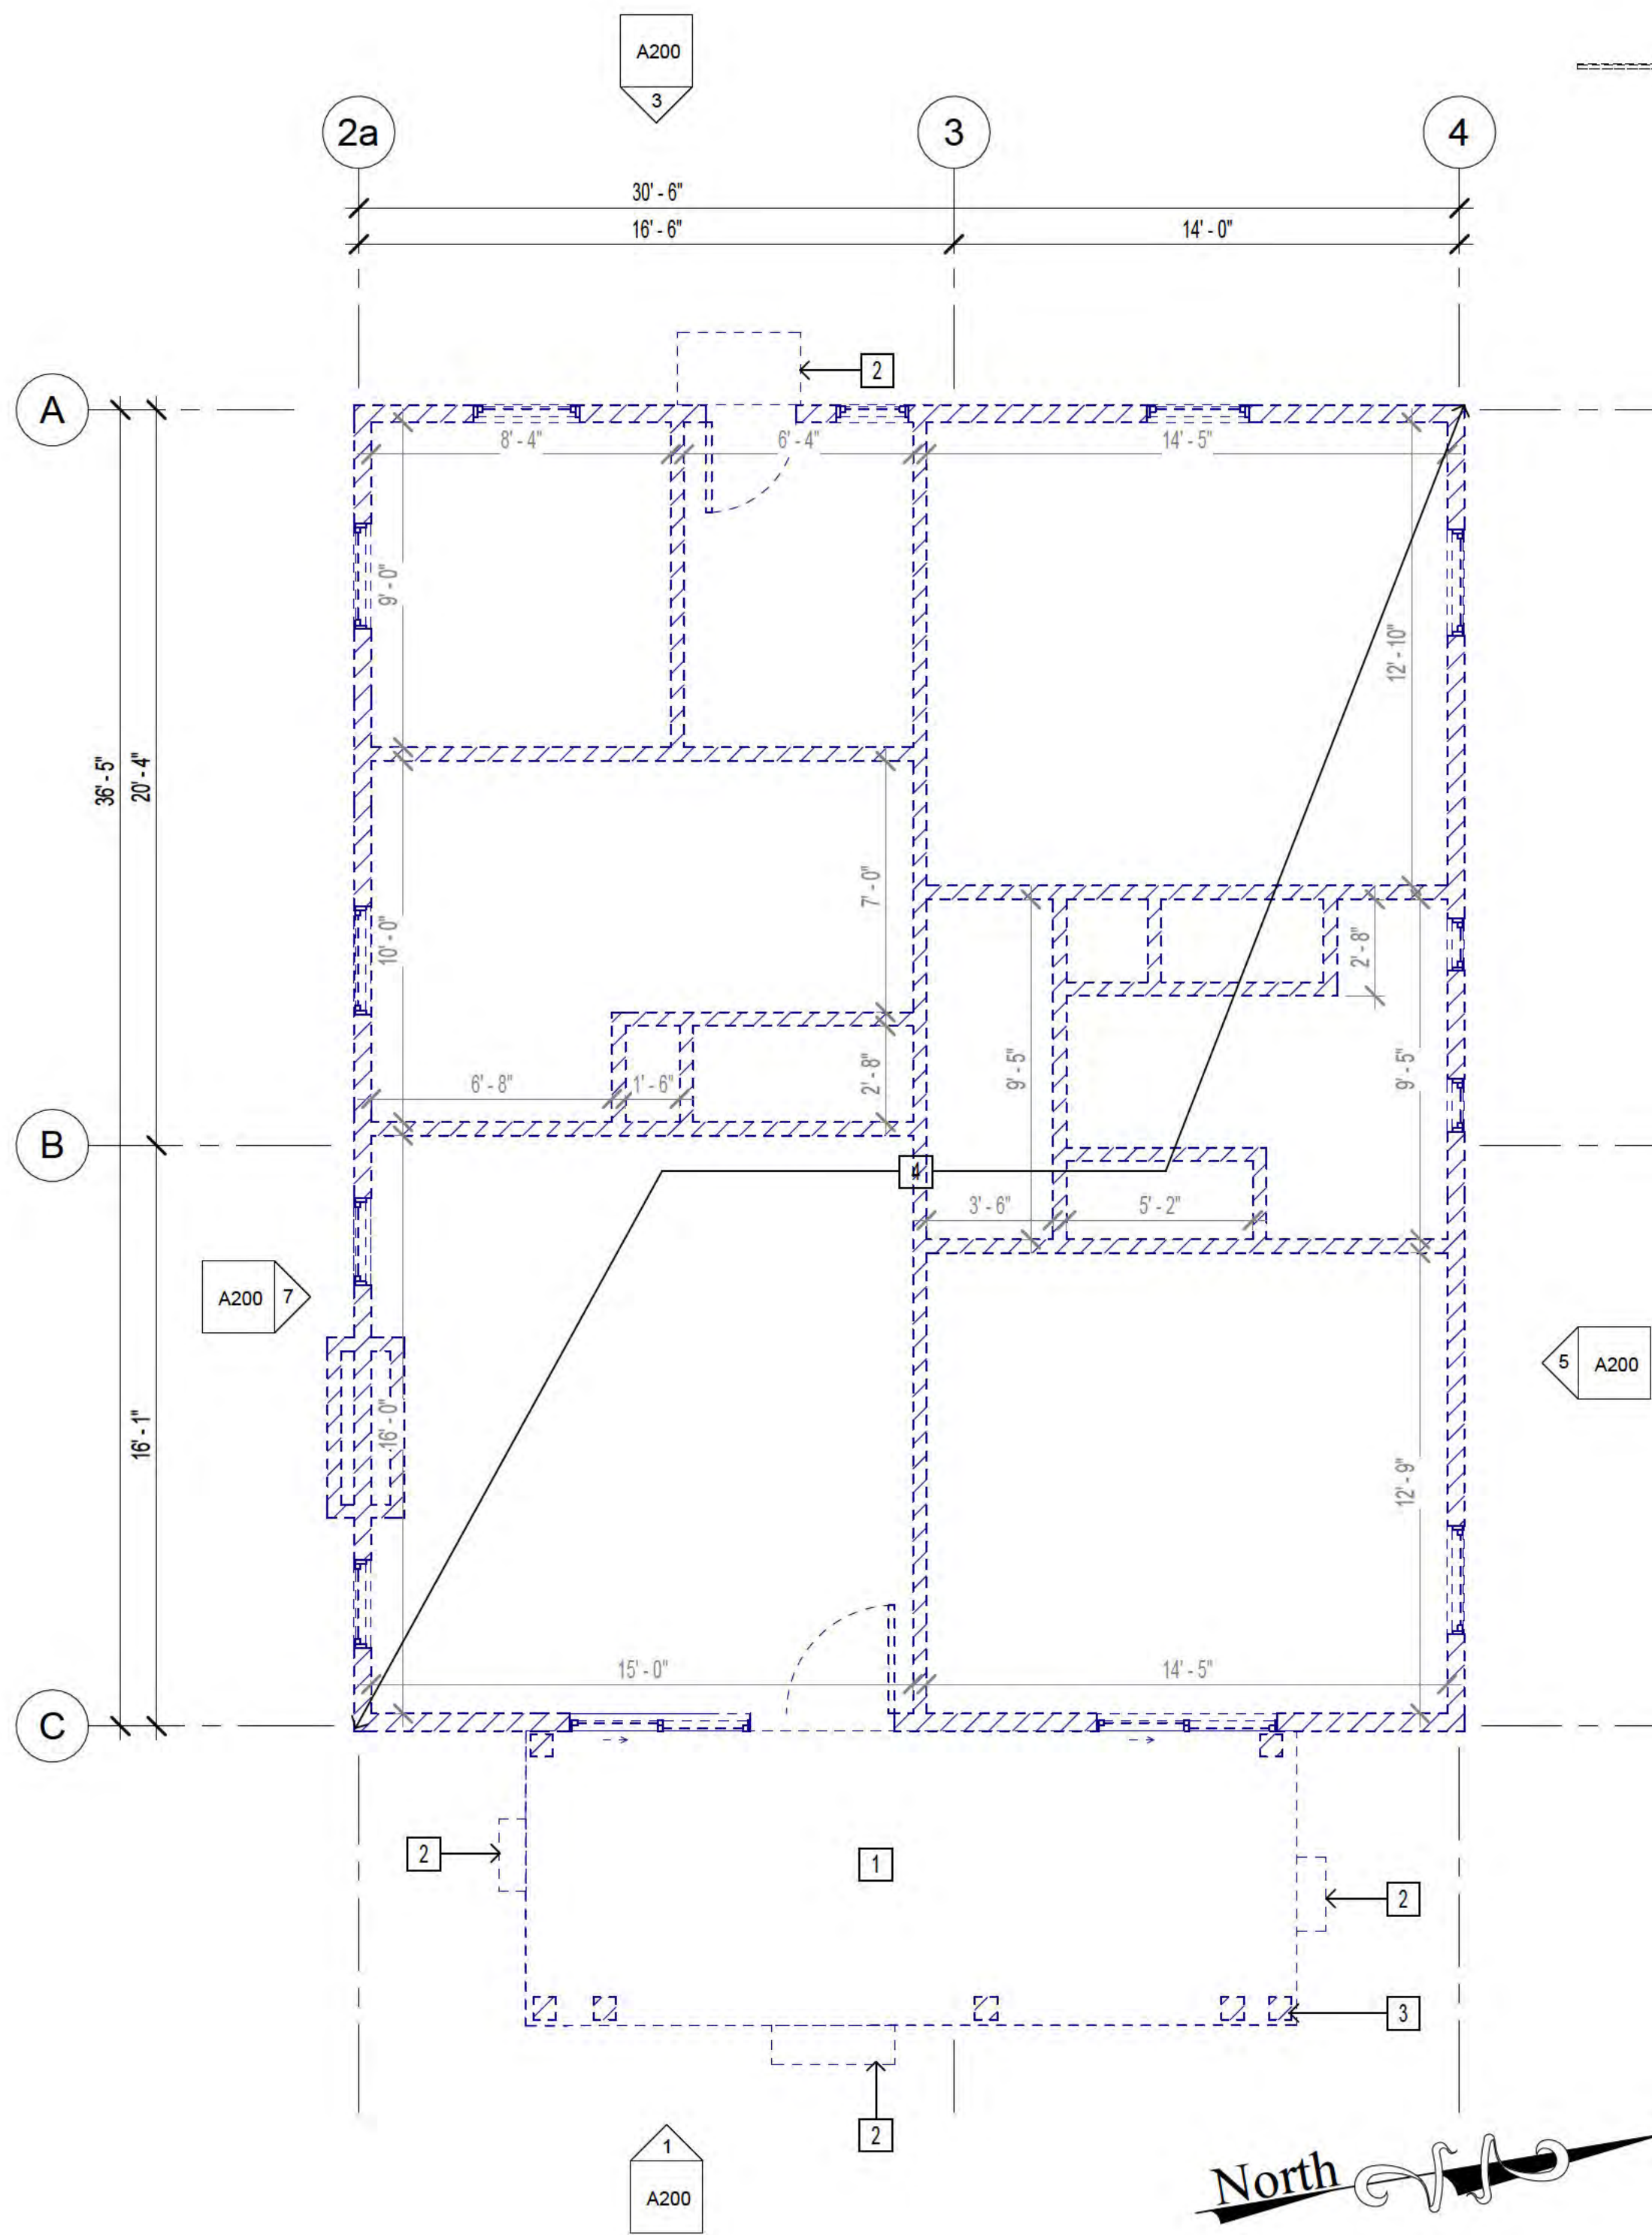 A200
3
2a
3
4
30' - 6"
16' - 6"
14' - 0"
2
A
8' - 4"
6' - 4"
14' - 5"
9' - 0"
12' - 10"
36' - 5"
20' - 4"
7' - 0"
10' - 0"
2' - 8"
9' - 5"
9' - 5"
6' - 8"
1' - 6"
2' - 8"
B
4
3' - 6"
5' - 2"
A200
7
5
A200
16' - 1"
16' - 0"
12' - 9"
15' - 0"
14' - 5"
C
2
1
2
3
2
1
A200
North